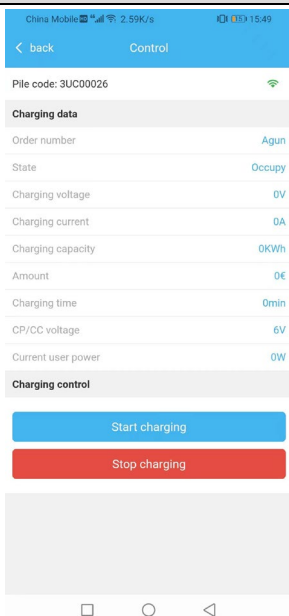 China Mobile 2.59K/s 15:49
back Control
Pile code: 3UC00026
Charging data
Order number Agun
State Occupy
Charging voltage 0V
Charging current 0A
Charging capacity 0KWh
Amount 0€
Charging time 0min
CP/CC voltage 6V
Current user power 0W
Charging control
Start charging
Stop charging